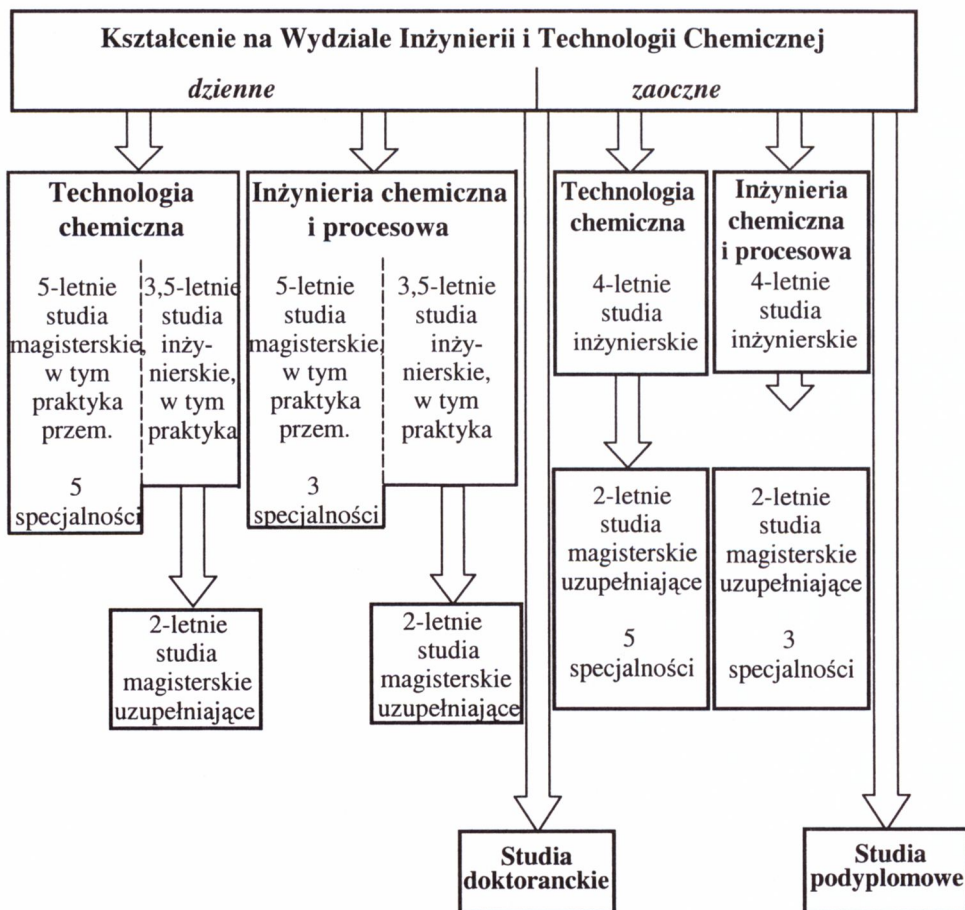 Kształcenie na Wydziale Inżynierii i Technologii Chemicznej
dzienne
zaoczne
Technologia
chemiczna
5-letnie
studia
magisterskie,
w tym
praktyka
przem.
5
specjalności
3,5-letnie
studia
inży-
nierskie,
w tym
praktyka
2-letnie
studia
magisterskie
uzupełniające
Inżynieria chemiczna
i procesowa
5-letnie
studia
magisterskie,
w tym
praktyka
przem.
3
specjalności
3,5-letnie
studia
inży-
nierskie,
w tym
praktyka
2-letnie
studia
magisterskie
uzupełniające
Technologia
chemiczna
4-letnie
studia
inżynierskie
2-letnie
studia
magisterskie
uzupełniające
5
specjalności
Inżynieria
chemiczna
i procesowa
4-letnie
studia
inżynierskie
2-letnie
studia
magisterskie
uzupełniające
3
specjalności
Studia
doktoranckie
Studia
podyplomowe